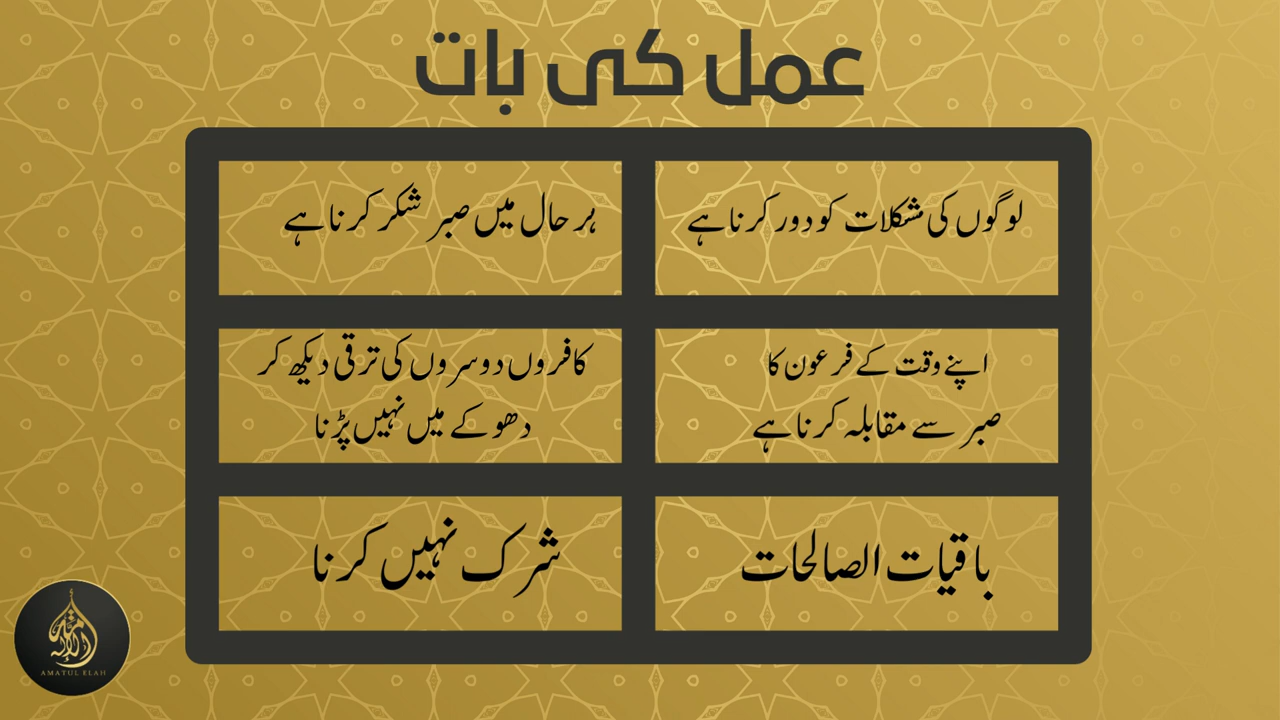 عمل کی بات
لوگوں کی مشکلات کو دور کرنا ہے
ہر حال میں صبر شکر کرنا ہے
اپنے وقت کے فرعون کا
صبر سے مقابلہ کرنا ہے
کافروں دوسروں کی ترقی دیکھ کر
دھوکے میں نہیں پڑنا
باقیات الصالحات
شرک نہیں کرنا
AMATUL ELAH